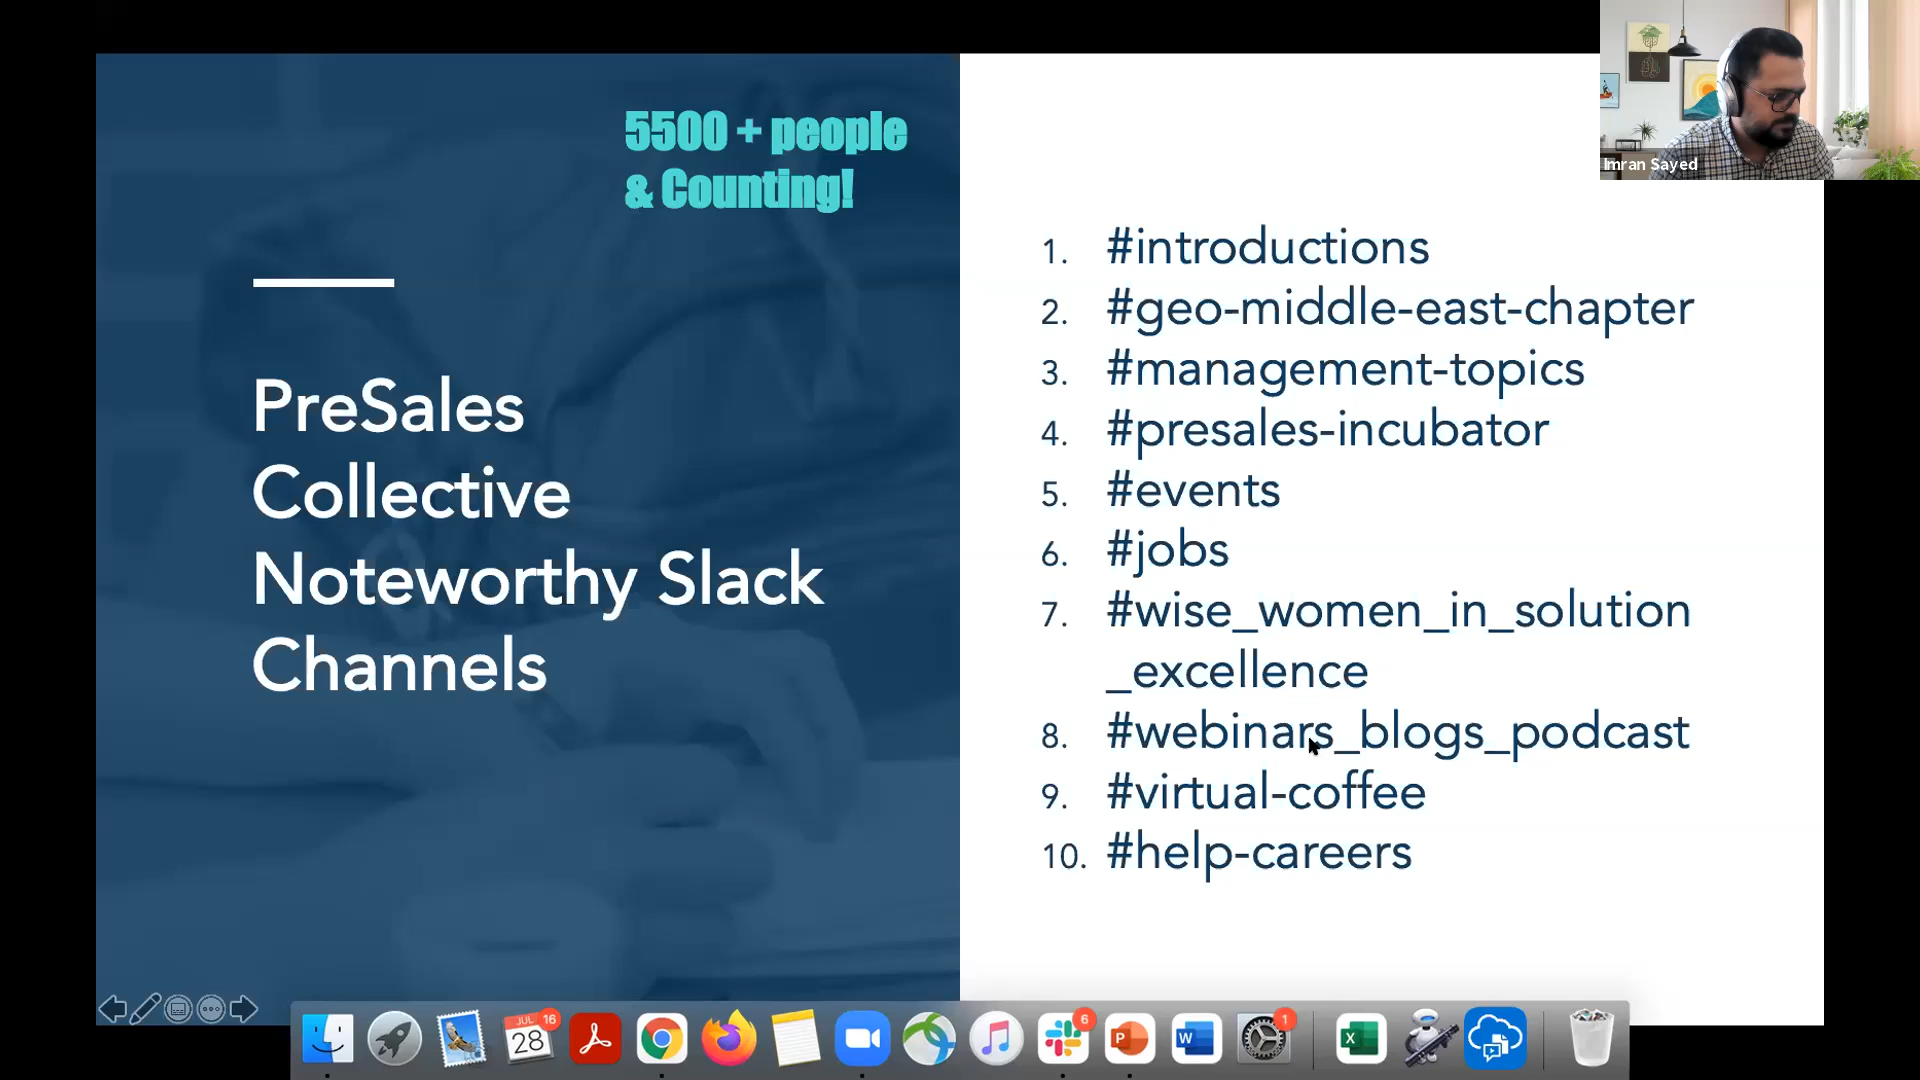 5500 + people
& Counting!
PreSales
Collective
Noteworthy Slack
Channels
1. #introductions
2. #geo-middle-east-chapter
3. #management-topics
4. #presales-incubator
5. #events
6. #jobs
7. #wise_women_in_solution
_excellence
8. #webinars_blogs_podcast
9. #virtual-coffee
10. #help-careers
Imran Sayed
JUL
16
28
6
P
W
1
X